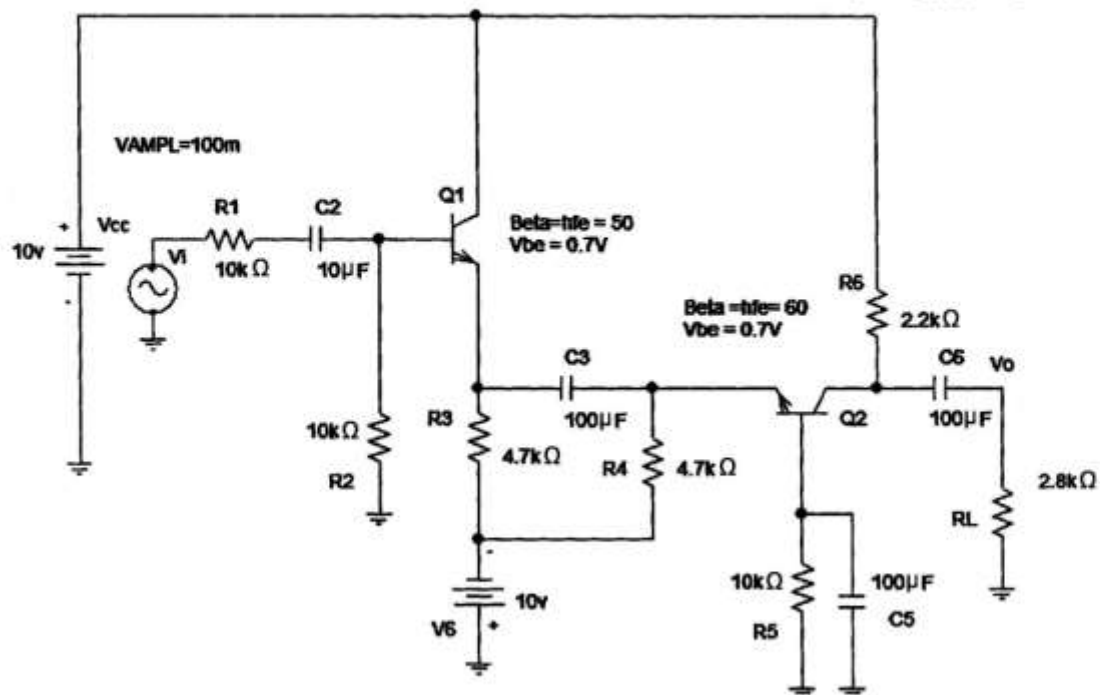 VAMPL=100m
Q1
R1
C2
Vcc
+
10v
-
Vi
10kΩ
10µF
Beta=hfe = 50
Vbe = 0.7V
Beta =hfe= 60
Vbe = 0.7V
R6
2.2kΩ
C3
C6
Vo
100µF
100µF
Q2
R3
10kΩ
4.7kΩ
R4
4.7kΩ
R2
2.8kΩ
RL
-
10v
V6
+
10kΩ
100µF
R5
C5